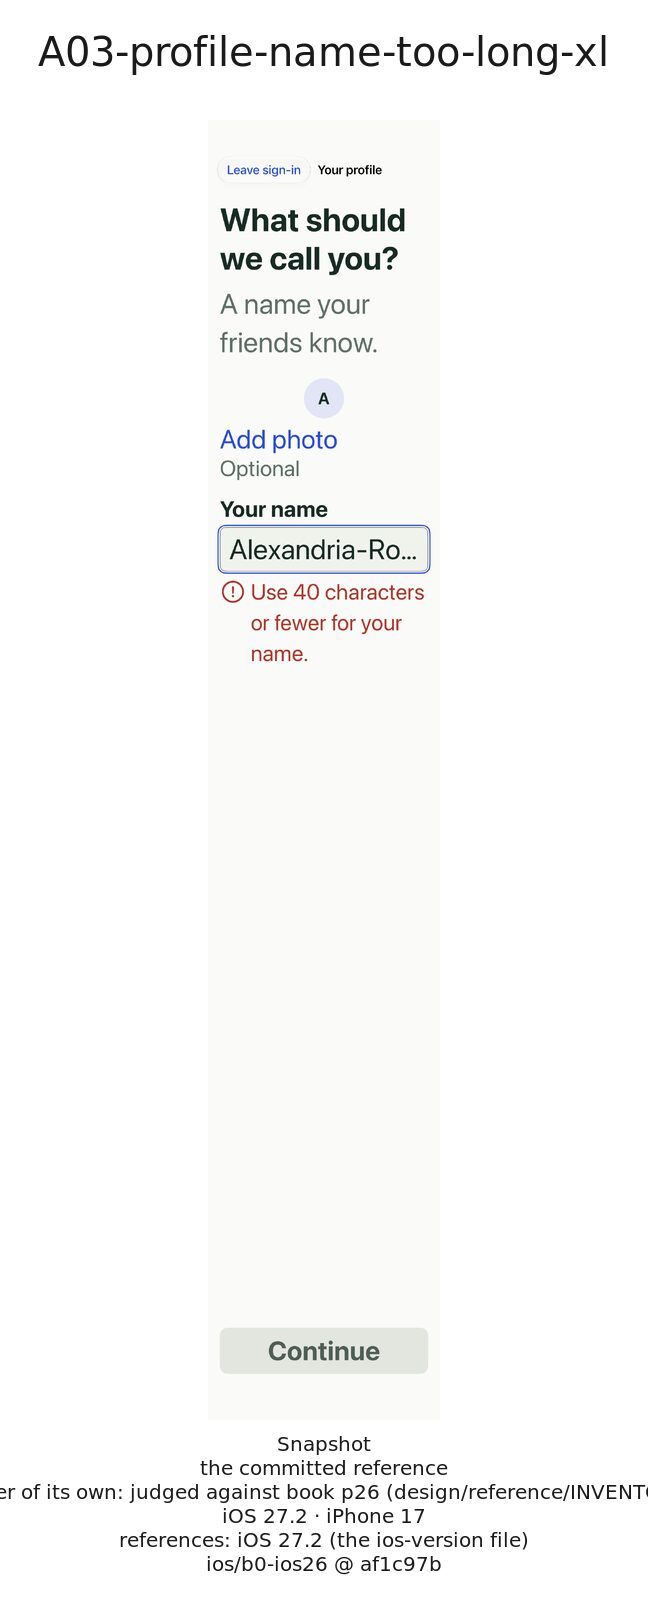 A03-profile-name-too-long-xl
Leave sign-in Your profile
What should
we call you?
A name your
friends know.
A
Add photo
Optional
Your name
Alexandria-Ro…
Use 40 characters
or fewer for your
name.
Continue
Snapshot
the committed reference
of its own: judged against book p26 (design/reference/
iOS 27.2 · iPhone 17
references: iOS 27.2 (the ios-version file)
ios/b0-ios26 @ af1c97b